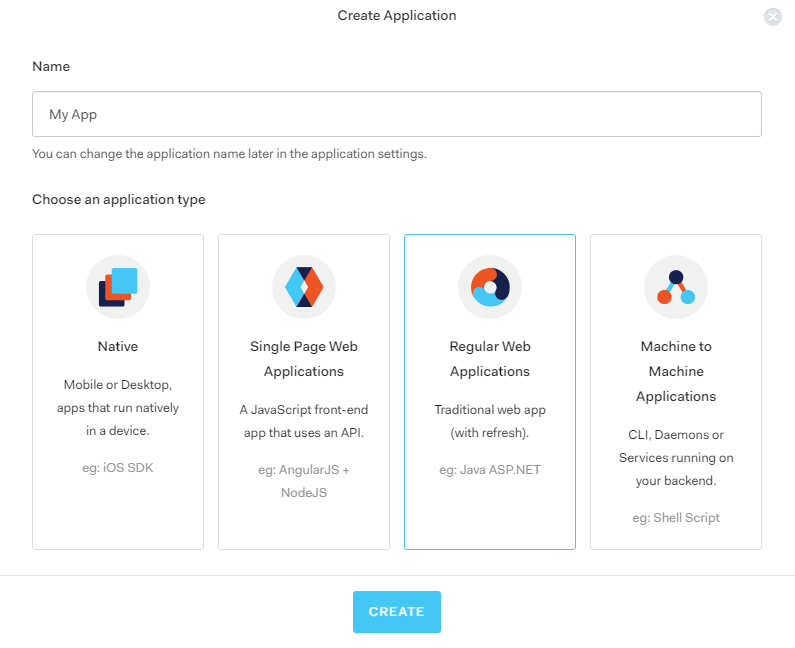 Create Application
Name
My App
You can change the application name later in the application settings.
Choose an application type
Native
Mobile or Desktop,
apps that run natively
in a device.
eg: iOS SDK
Single Page Web
Applications
A JavaScript front-end
app that uses an API.
eg: AngularJS +
NodeJS
Regular Web
Applications
Traditional web app
(with refresh).
eg: Java ASP.NET
Machine to
Machine
Applications
CLI, Daemons or
Services running on
your backend.
eg: Shell Script
CREATE